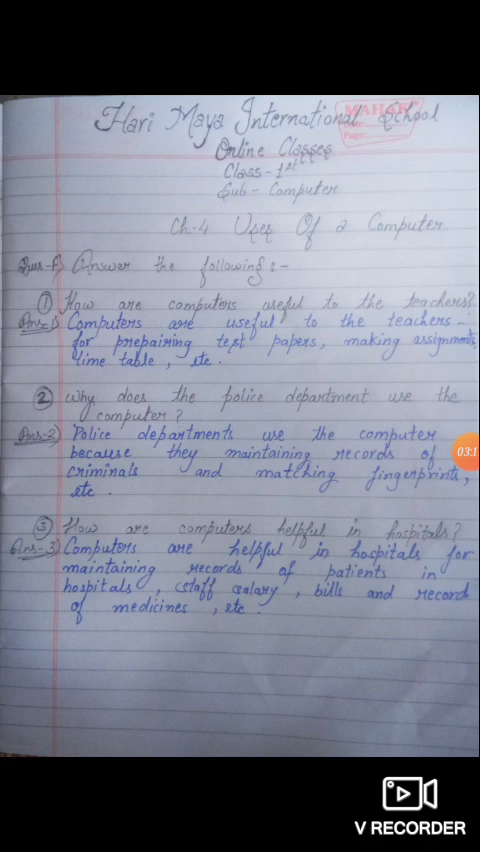 MAHAK
Hari Maya International School
Online Classes
Class - 1st
Sub - Computer
Ch-4 Uses Of a Computer
Ques-F) Answer the following :-
① How are computers useful to the teachers?
Ans-1) Computers are useful to the teachers -
for prepairing test papers, making assignments,
time table, etc.
② Why does the police department use the
computer?
Ans-2) Police departments use the computer
because they maintaining records of
criminals and matching fingerprints,
etc.
③ How are computers helpful in hospitals?
Ans-3) Computers are helpful in hospitals for
maintaining records of patients in
hospitals, staff salary, bills and record
of medicines, etc.
03:1
V RECORDER